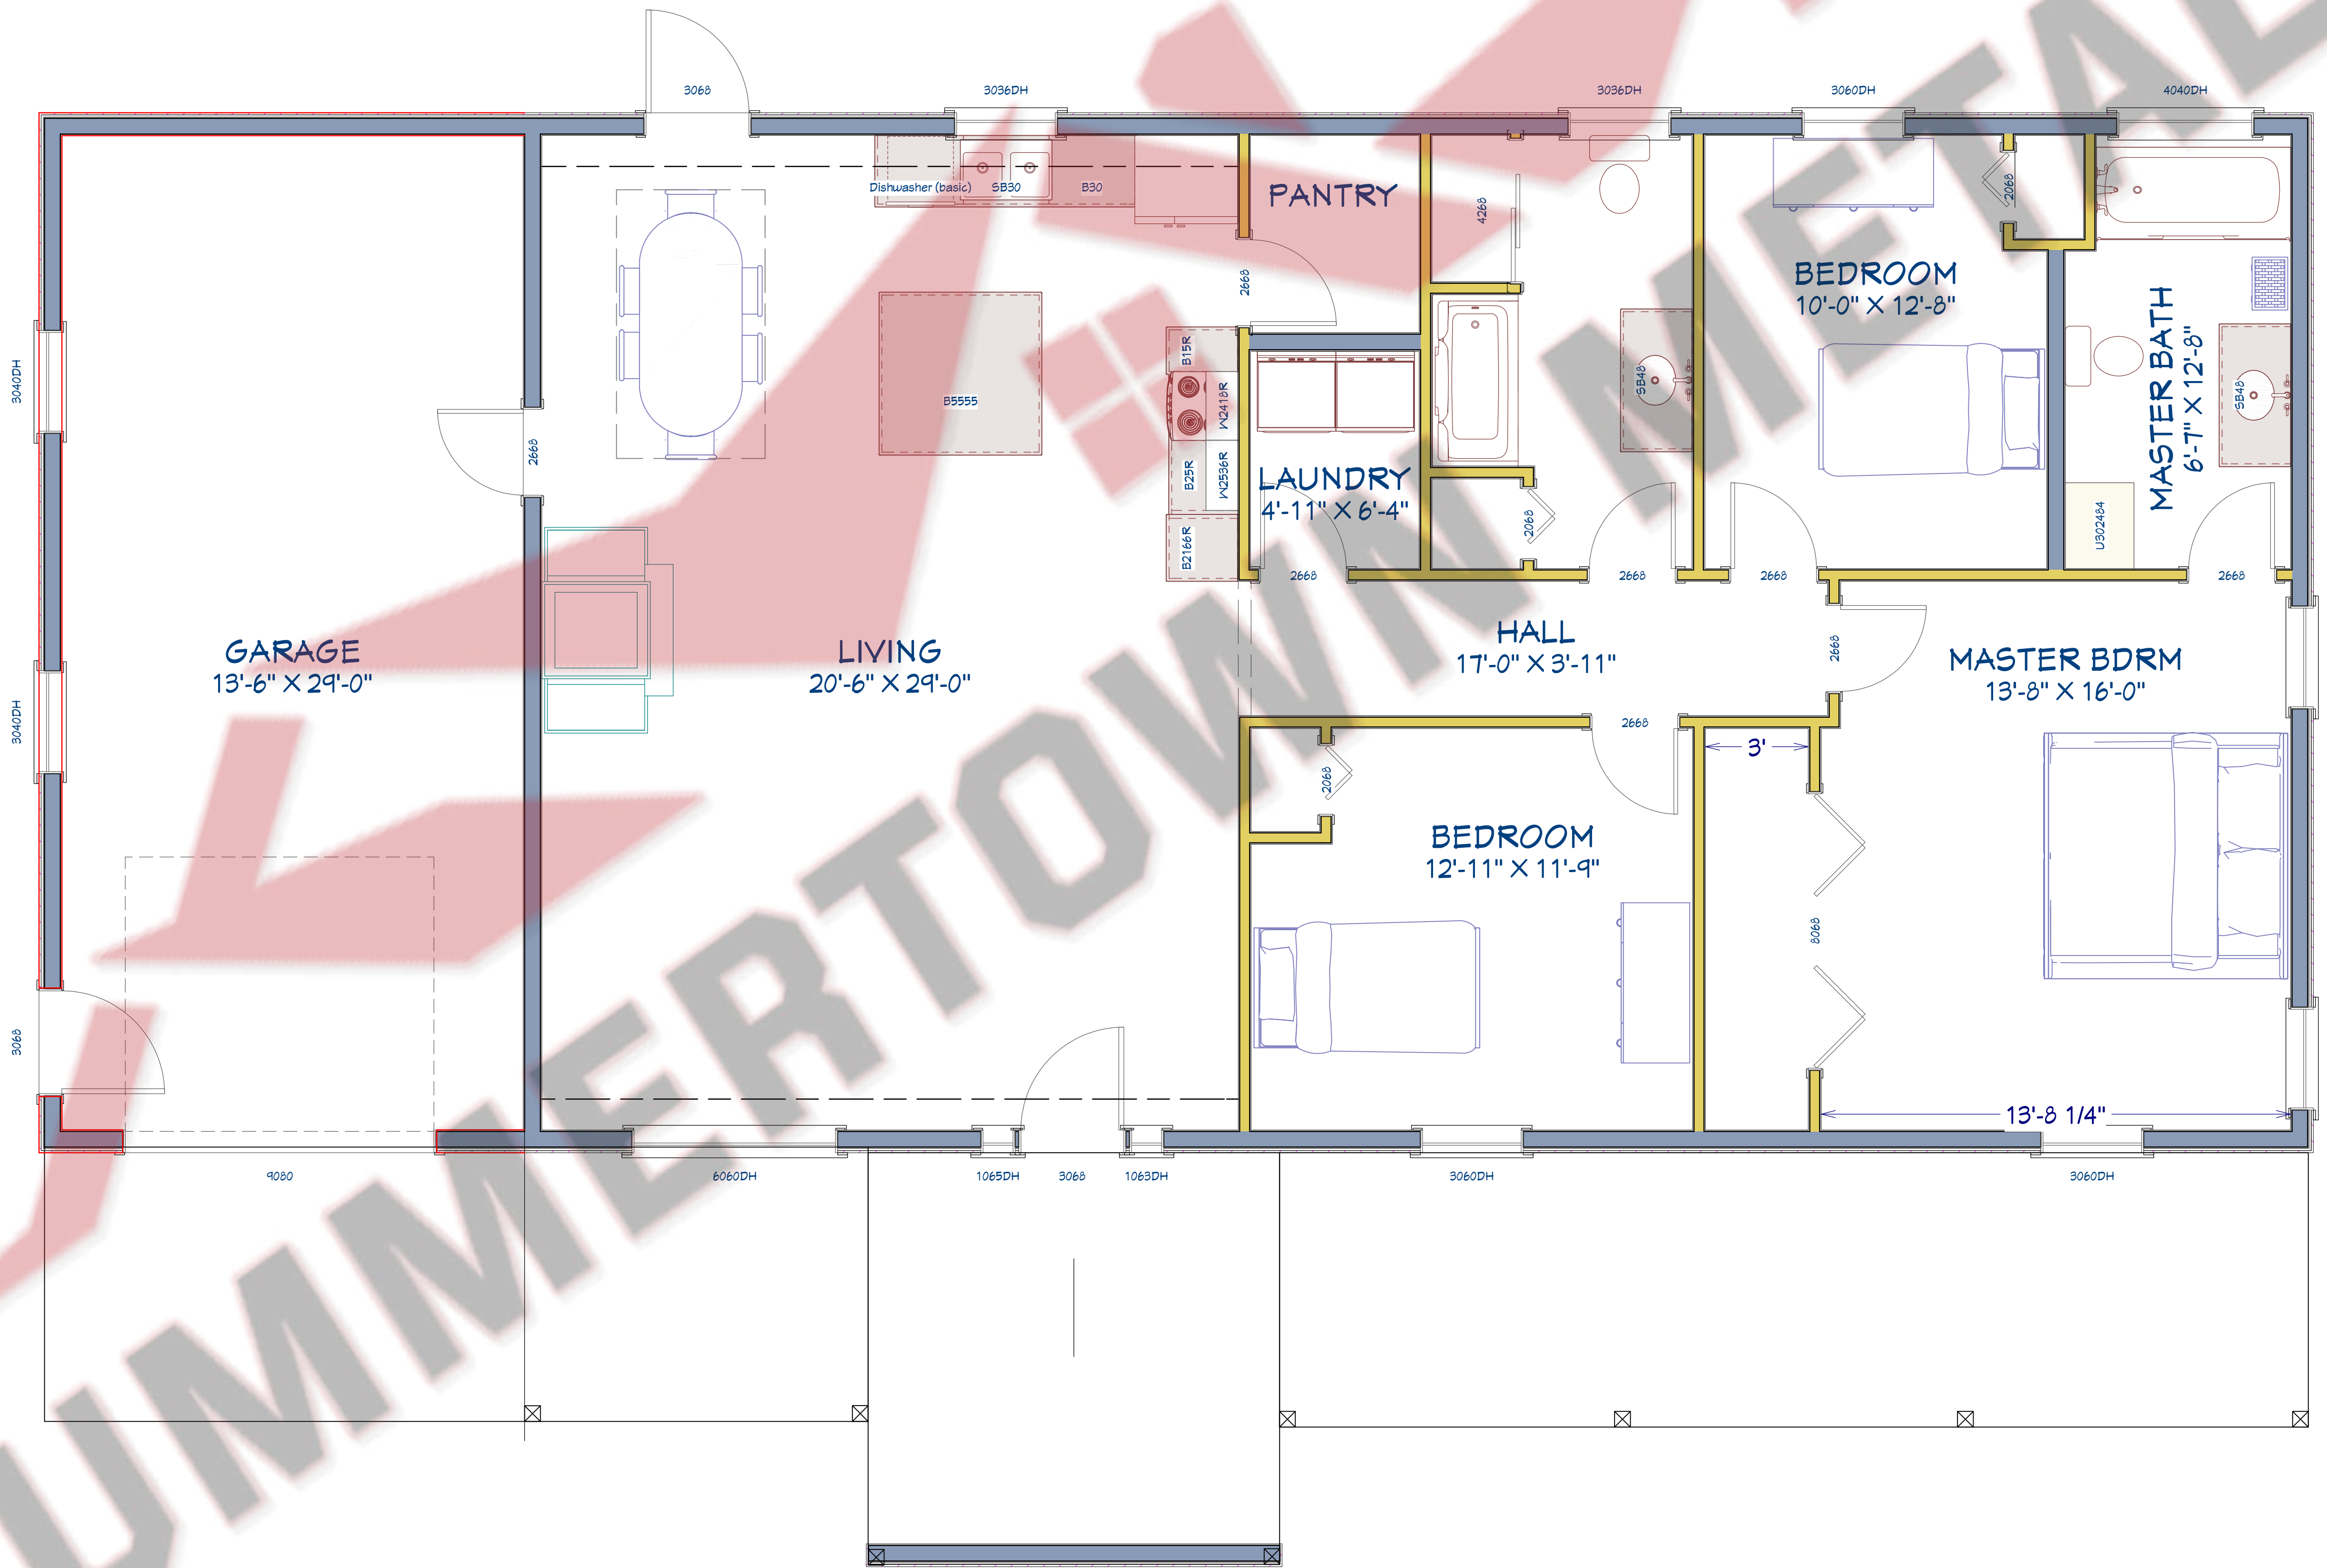 3068
3036DH
3036DH
3060DH
4040DH
Dishwasher (basic)
SB30
B30
PANTRY
4268
2068
BEDROOM
10'-0" X 12'-8"
2668
MASTER BATH
6'-7" X 12'-8"
3040DH
B15R
W2418R
B5555
SB48
SB48
2668
B25R
W2536R
LAUNDRY
4'-11" X 6'-4"
2068
U302484
B2166R
2668
2668
2668
2668
GARAGE
13'-6" X 29'-0"
LIVING
20'-6" X 29'-0"
HALL
17'-0" X 3'-11"
2668
MASTER BDRM
13'-8" X 16'-0"
3040DH
2668
3'
2068
BEDROOM
12'-11" X 11'-9"
8068
3068
13'-8 1/4"
9080
6060DH
1065DH
3068
1063DH
3060DH
3060DH
UMMERTOWN METAL